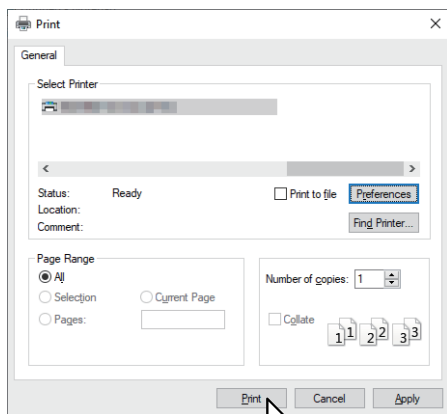 Print
General
Select Printer
Status: Ready
Print to file
Preferences
Location:
Comment:
Find Printer...
Page Range
All
Selection
Current Page
Pages:
Number of copies: 1
Collate
1 1 2 2 3 3
Print
Cancel
Apply